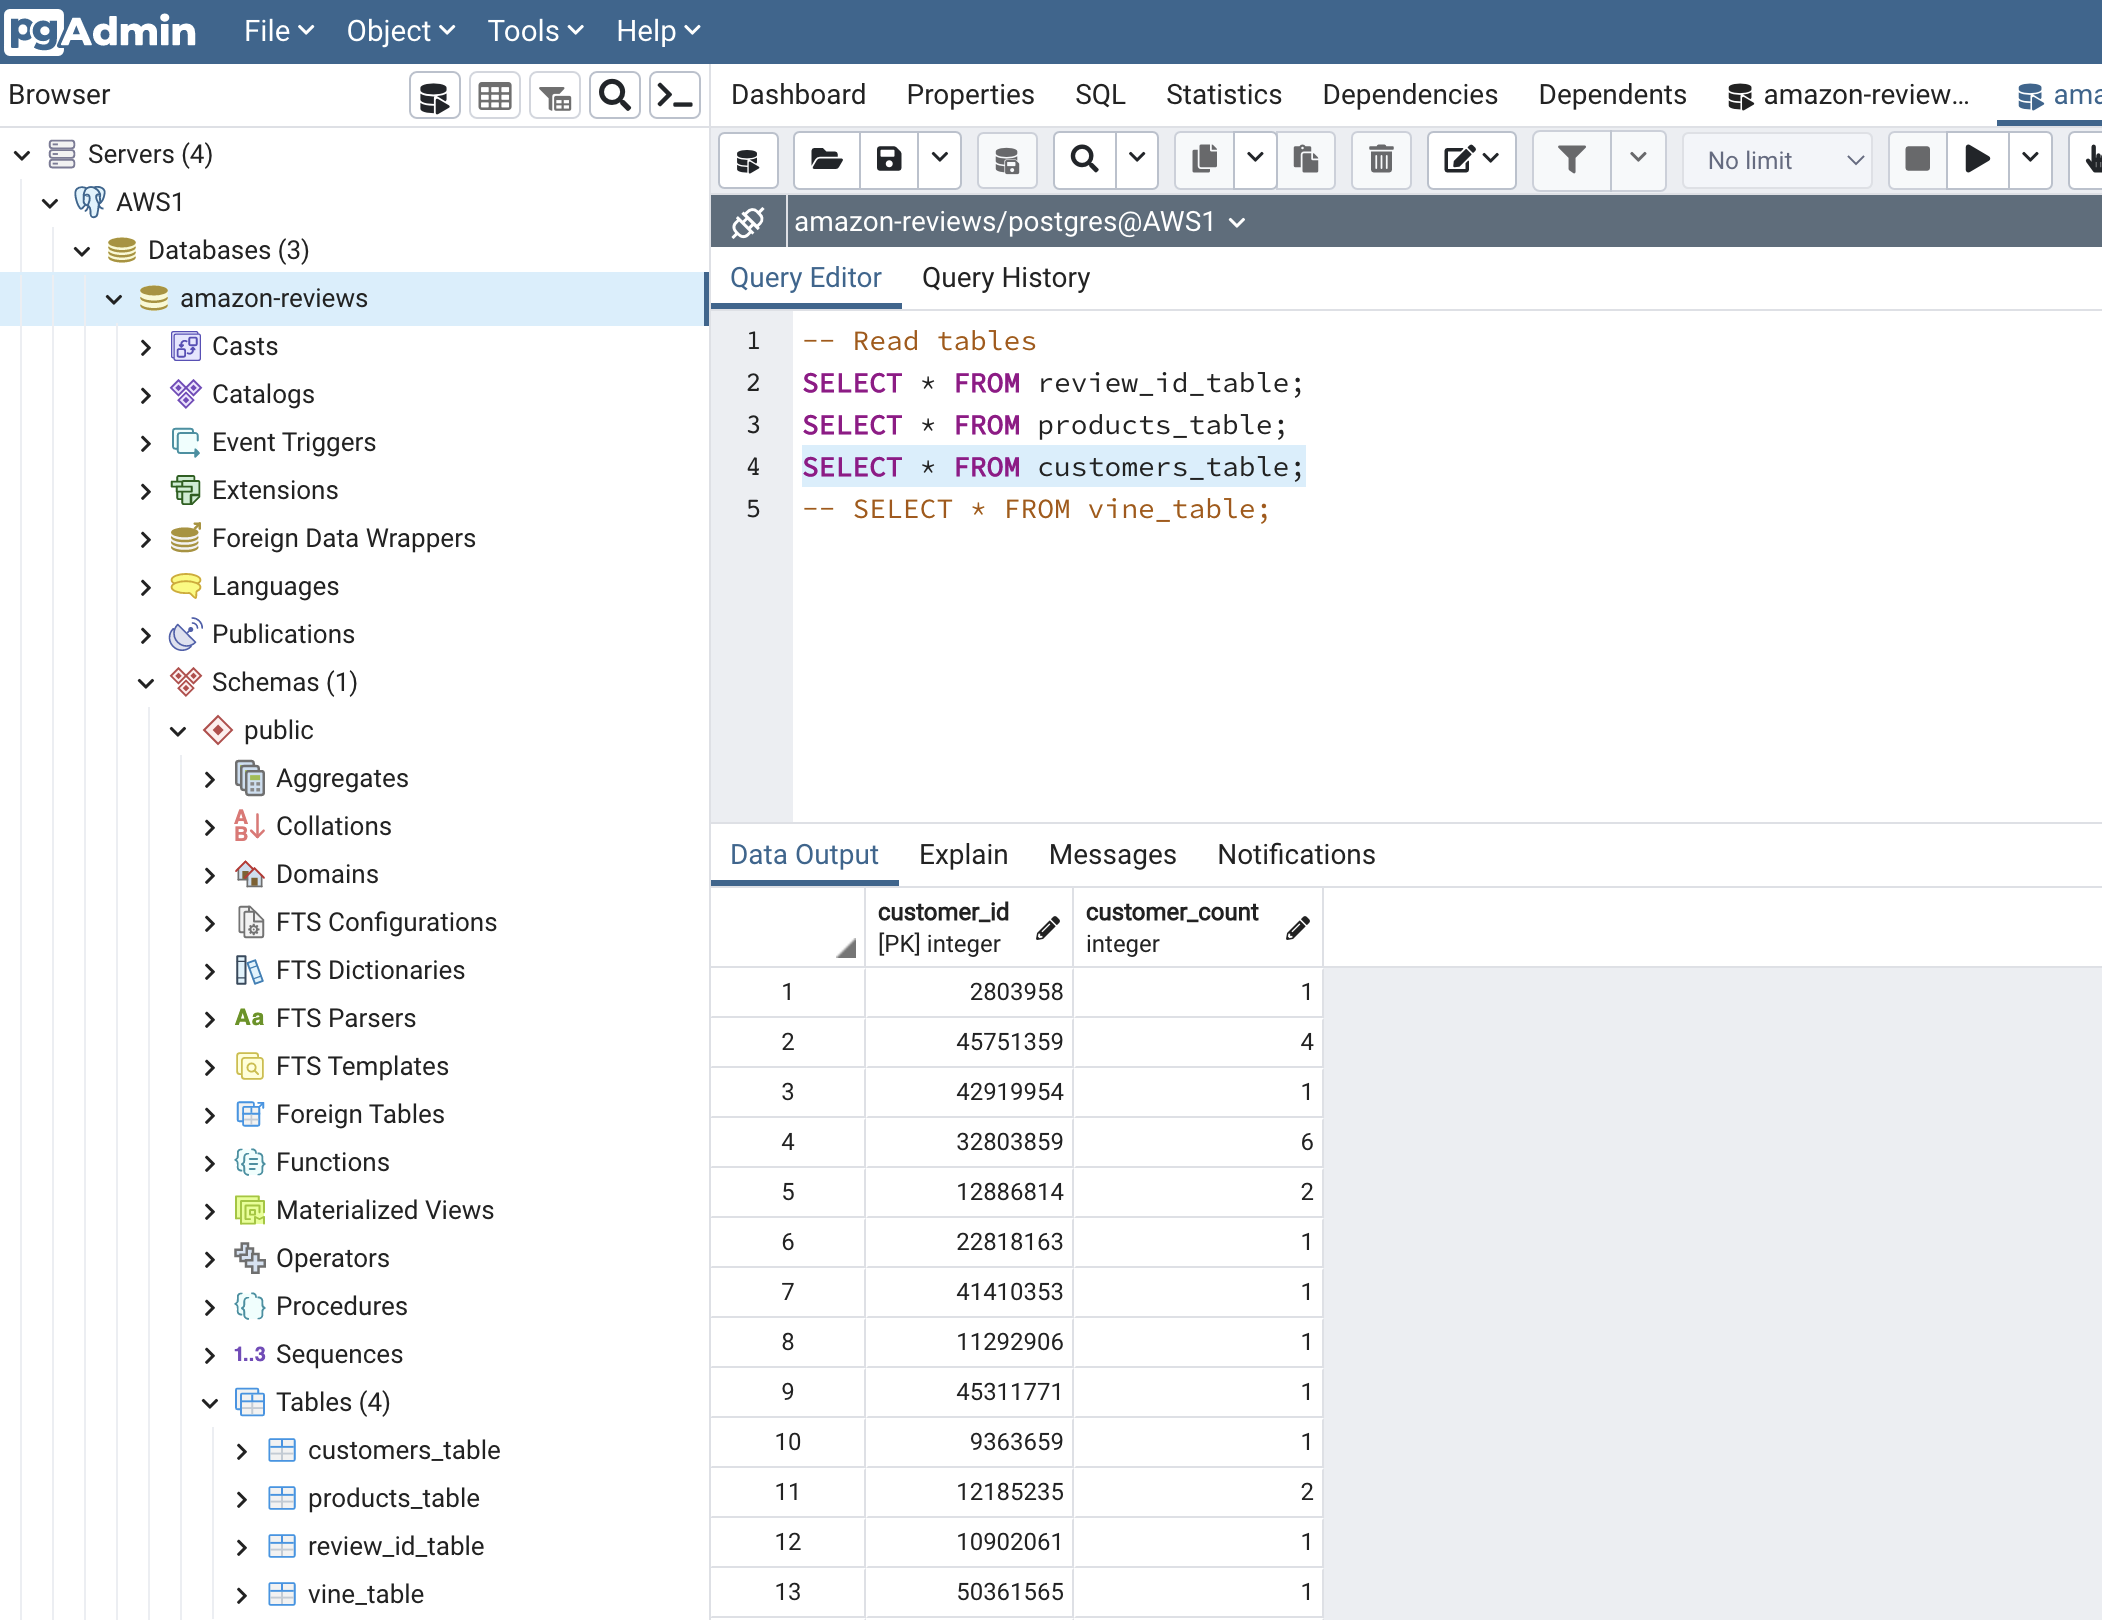 pgAdmin File Object Tools Help
Browser
Dashboard Properties SQL Statistics Dependencies Dependents amazon-review... ama
No limit
amazon-reviews/postgres@AWS1
Query Editor Query History
Servers (4)
AWS1
Databases (3)
amazon-reviews
Casts
Catalogs
Event Triggers
Extensions
Foreign Data Wrappers
Languages
Publications
Schemas (1)
public
Aggregates
Collations
Domains
FTS Configurations
FTS Dictionaries
Aa FTS Parsers
FTS Templates
Foreign Tables
Functions
Materialized Views
Operators
Procedures
1..3 Sequences
Tables (4)
customers_table
products_table
review_id_table
vine_table
1 -- Read tables
2 SELECT * FROM review_id_table;
3 SELECT * FROM products_table;
4 SELECT * FROM customers_table;
5 -- SELECT * FROM vine_table;
Data Output Explain Messages Notifications
customer_id customer_count
[PK] integer integer
1 2803958 1
2 45751359 4
3 42919954 1
4 32803859 6
5 12886814 2
6 22818163 1
7 41410353 1
8 11292906 1
9 45311771 1
10 9363659 1
11 12185235 2
12 10902061 1
13 50361565 1